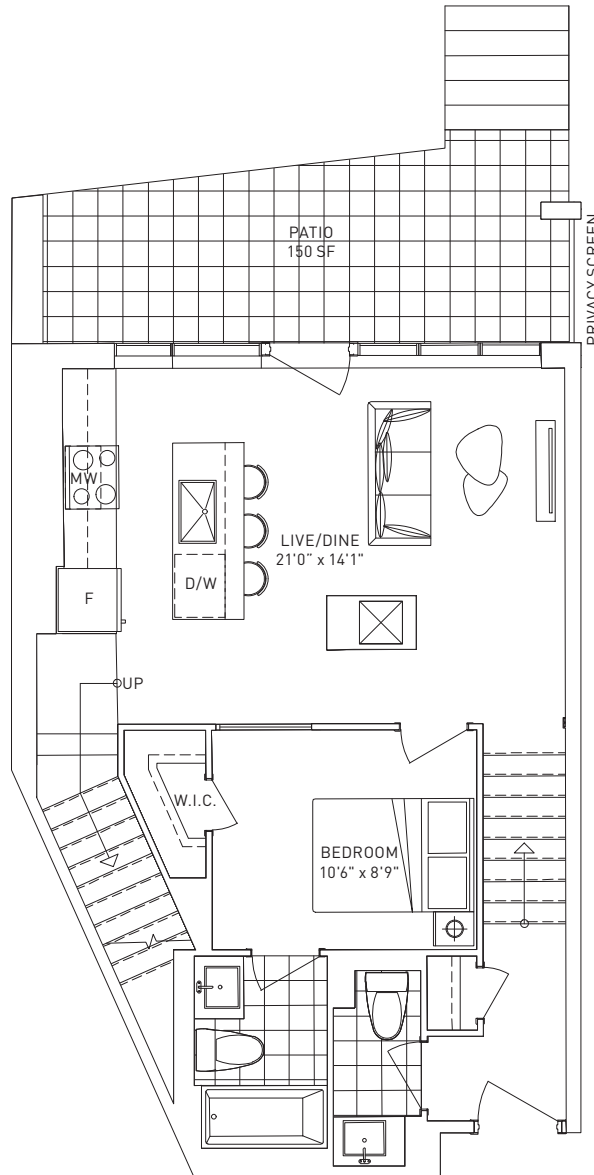 PATIO
150 SF
PRIVACY SCREEN
MW
LIVE/DINE
21'0" x 14'1"
D/W
F
UP
W.I.C.
BEDROOM
10'6" x 8'9"